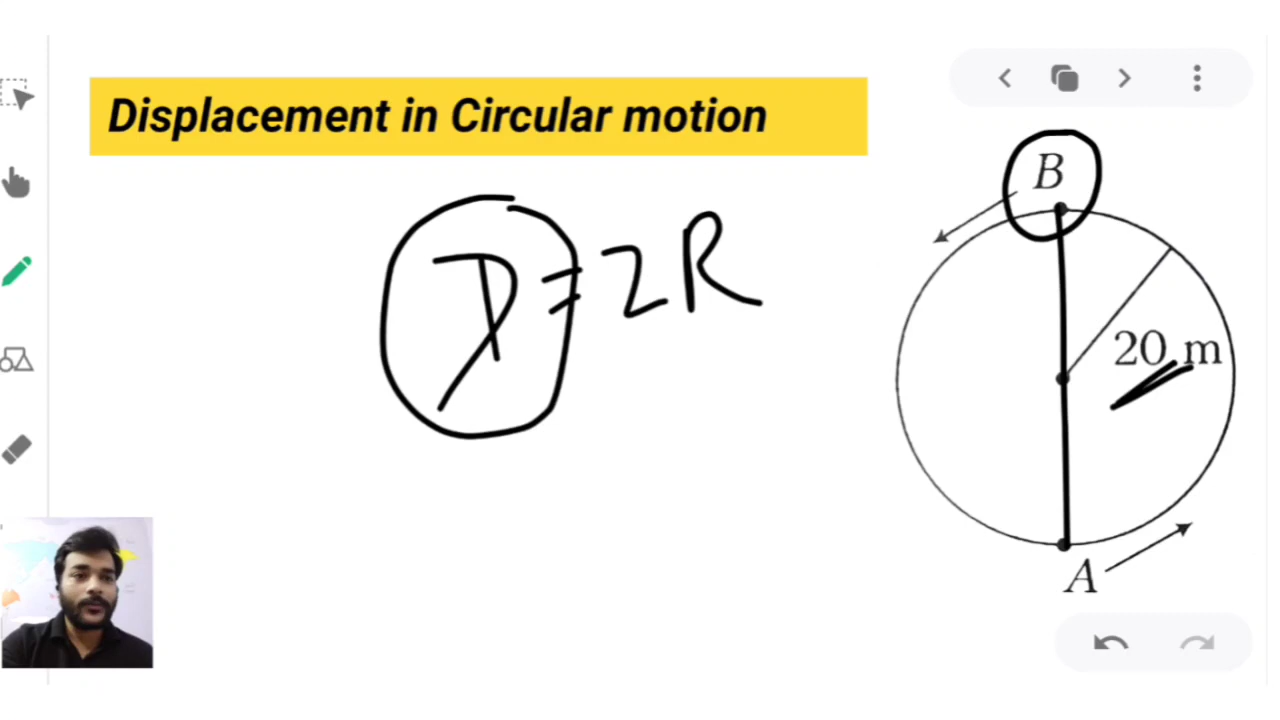 Displacement in Circular motion
B
D = 2R
20 m
A